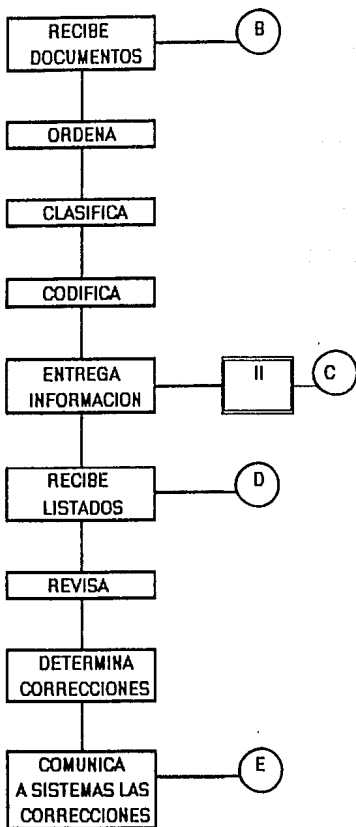 RECIBE
DOCUMENTOS
B
ORDENA
CLASIFICA
CODIFICA
ENTREGA
INFORMACION
II
C
RECIBE
LISTADOS
D
REVISA
DETERMINA
CORRECCIONES
COMUNICA
A SISTEMAS LAS
CORRECCIONES
E